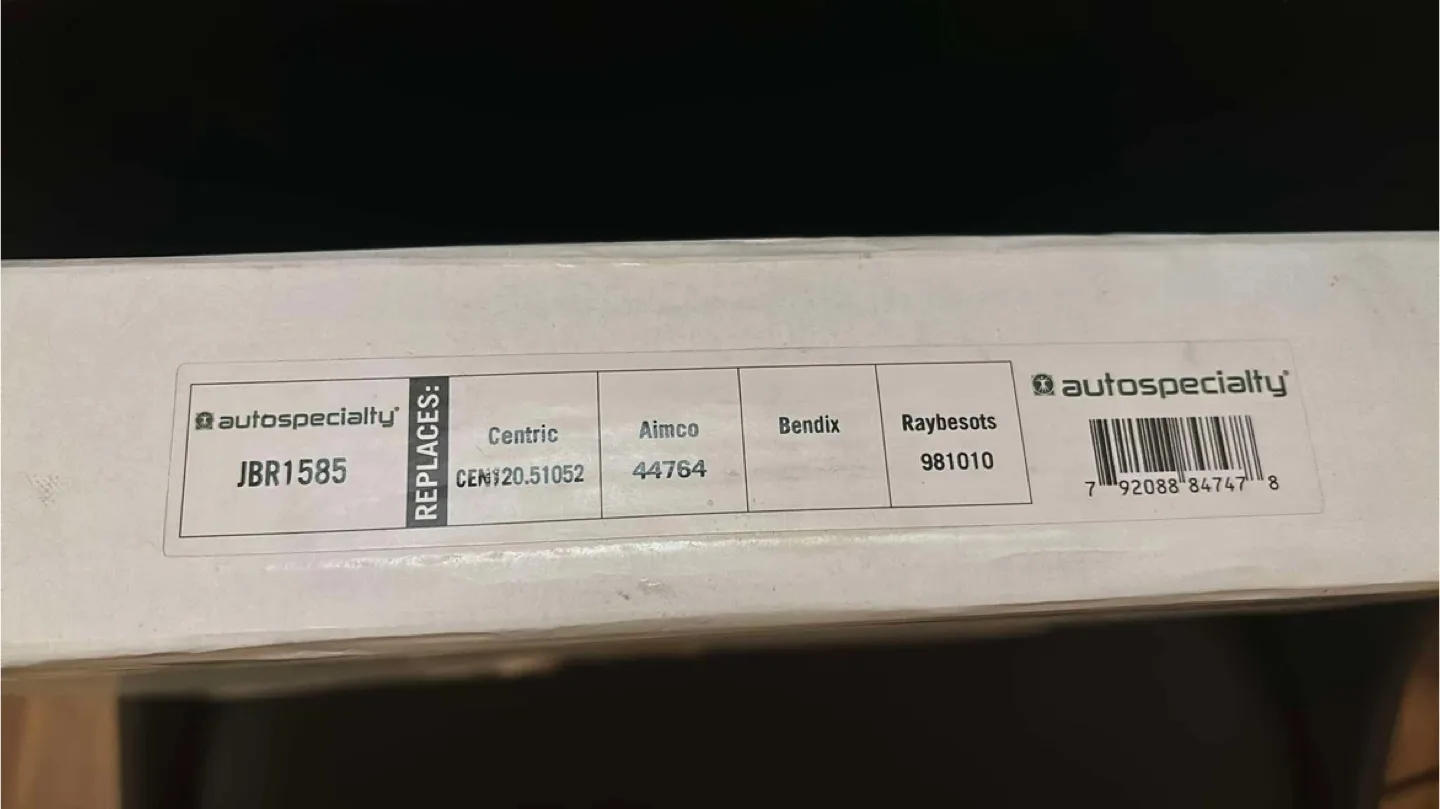 autospecialty
JBR1585
REPLACES:
Centric
CEN120.51052
Aimco
44764
Bendix
Raybesots
981010
autospecialty
7 92088 84747 8